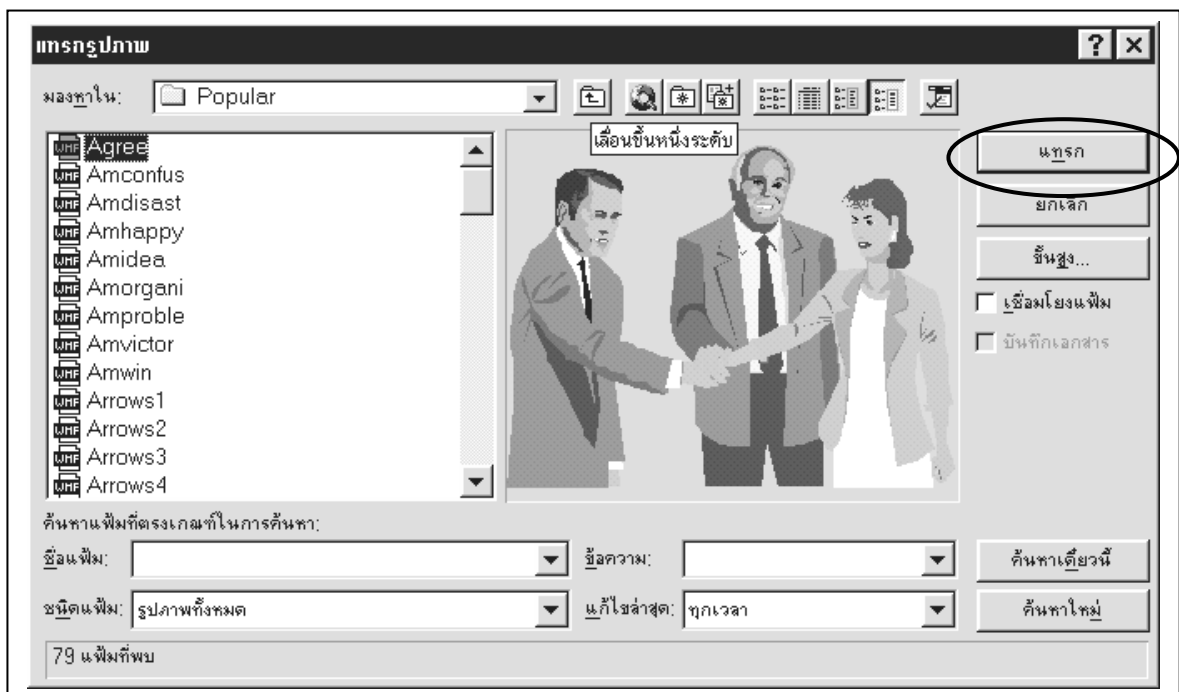 แทรกรูปภาพ
มองหาใน: Popular
เลื่อนขึ้นหนึ่งระดับ
Agree
Amconfus
Amdisast
Amhappy
Amidea
Amorgani
Amproble
Amvictor
Amwin
Arrows1
Arrows2
Arrows3
Arrows4
แทรก
ยกเลิก
ขั้นสูง...
เชื่อมโยงแฟ้ม
บันทึกเอกสาร
ค้นหาแฟ้มที่ตรงเกณฑ์ในการค้นหา:
ชื่อแฟ้ม: ข้อความ: ค้นหาเดี๋ยวนี้
ชนิดแฟ้ม: รูปภาพทั้งหมด แก้ไขล่าสุด: ทุกเวลา ค้นหาใหม่
79 แฟ้มที่พบ